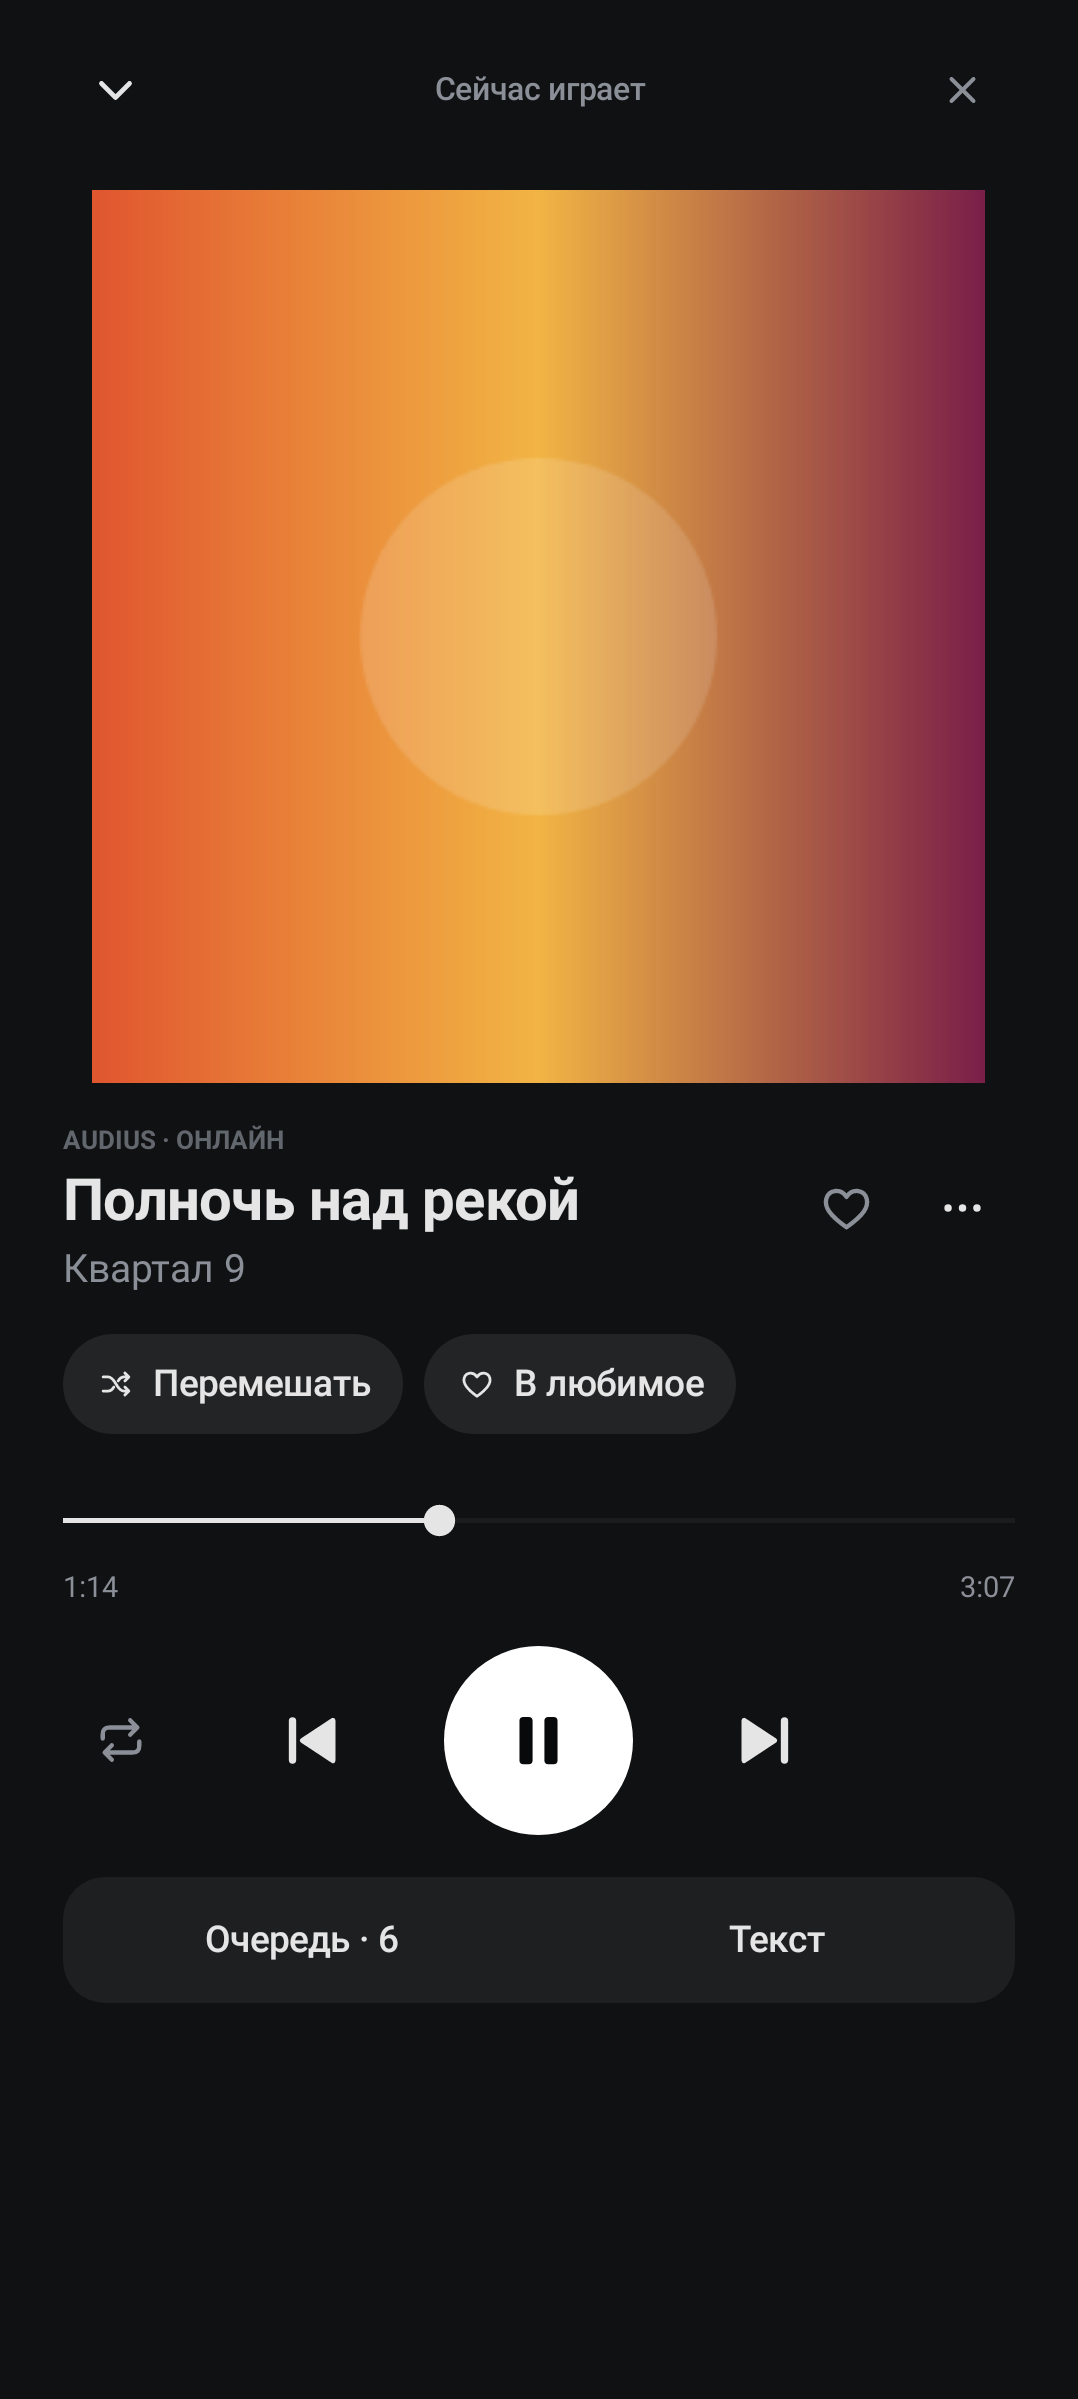 Сейчас играет
AUDIUS · ОНЛАЙН
Полночь над рекой
Квартал 9
Перемешать
В любимое
1:14
3:07
Очередь · 6
Текст